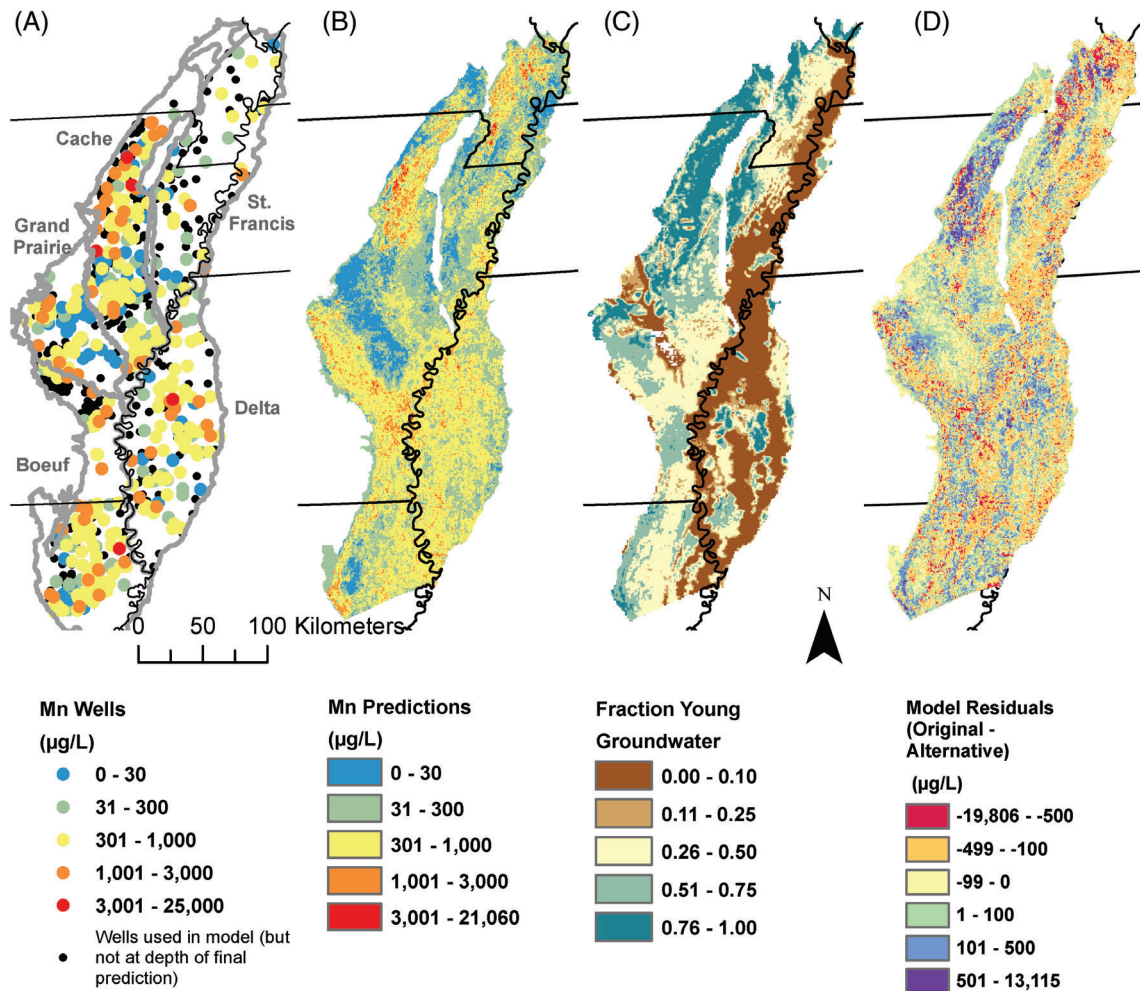 (A)
(B)
(C)
(D)
Cache
Grand
Prairie
St.
Francis
Delta
Boeuf
0 50 100 Kilometers
N
Mn Wells
(µg/L)
0 - 30
31 - 300
301 - 1,000
1,001 - 3,000
3,001 - 25,000
Wells used in model (but
not at depth of final
prediction)
Mn Predictions
(µg/L)
0 - 30
31 - 300
301 - 1,000
1,001 - 3,000
3,001 - 21,060
Fraction Young
Groundwater
0.00 - 0.10
0.11 - 0.25
0.26 - 0.50
0.51 - 0.75
0.76 - 1.00
Model Residuals
(Original -
Alternative)
(µg/L)
-19,806 - -500
-499 - -100
-99 - 0
1 - 100
101 - 500
501 - 13,115